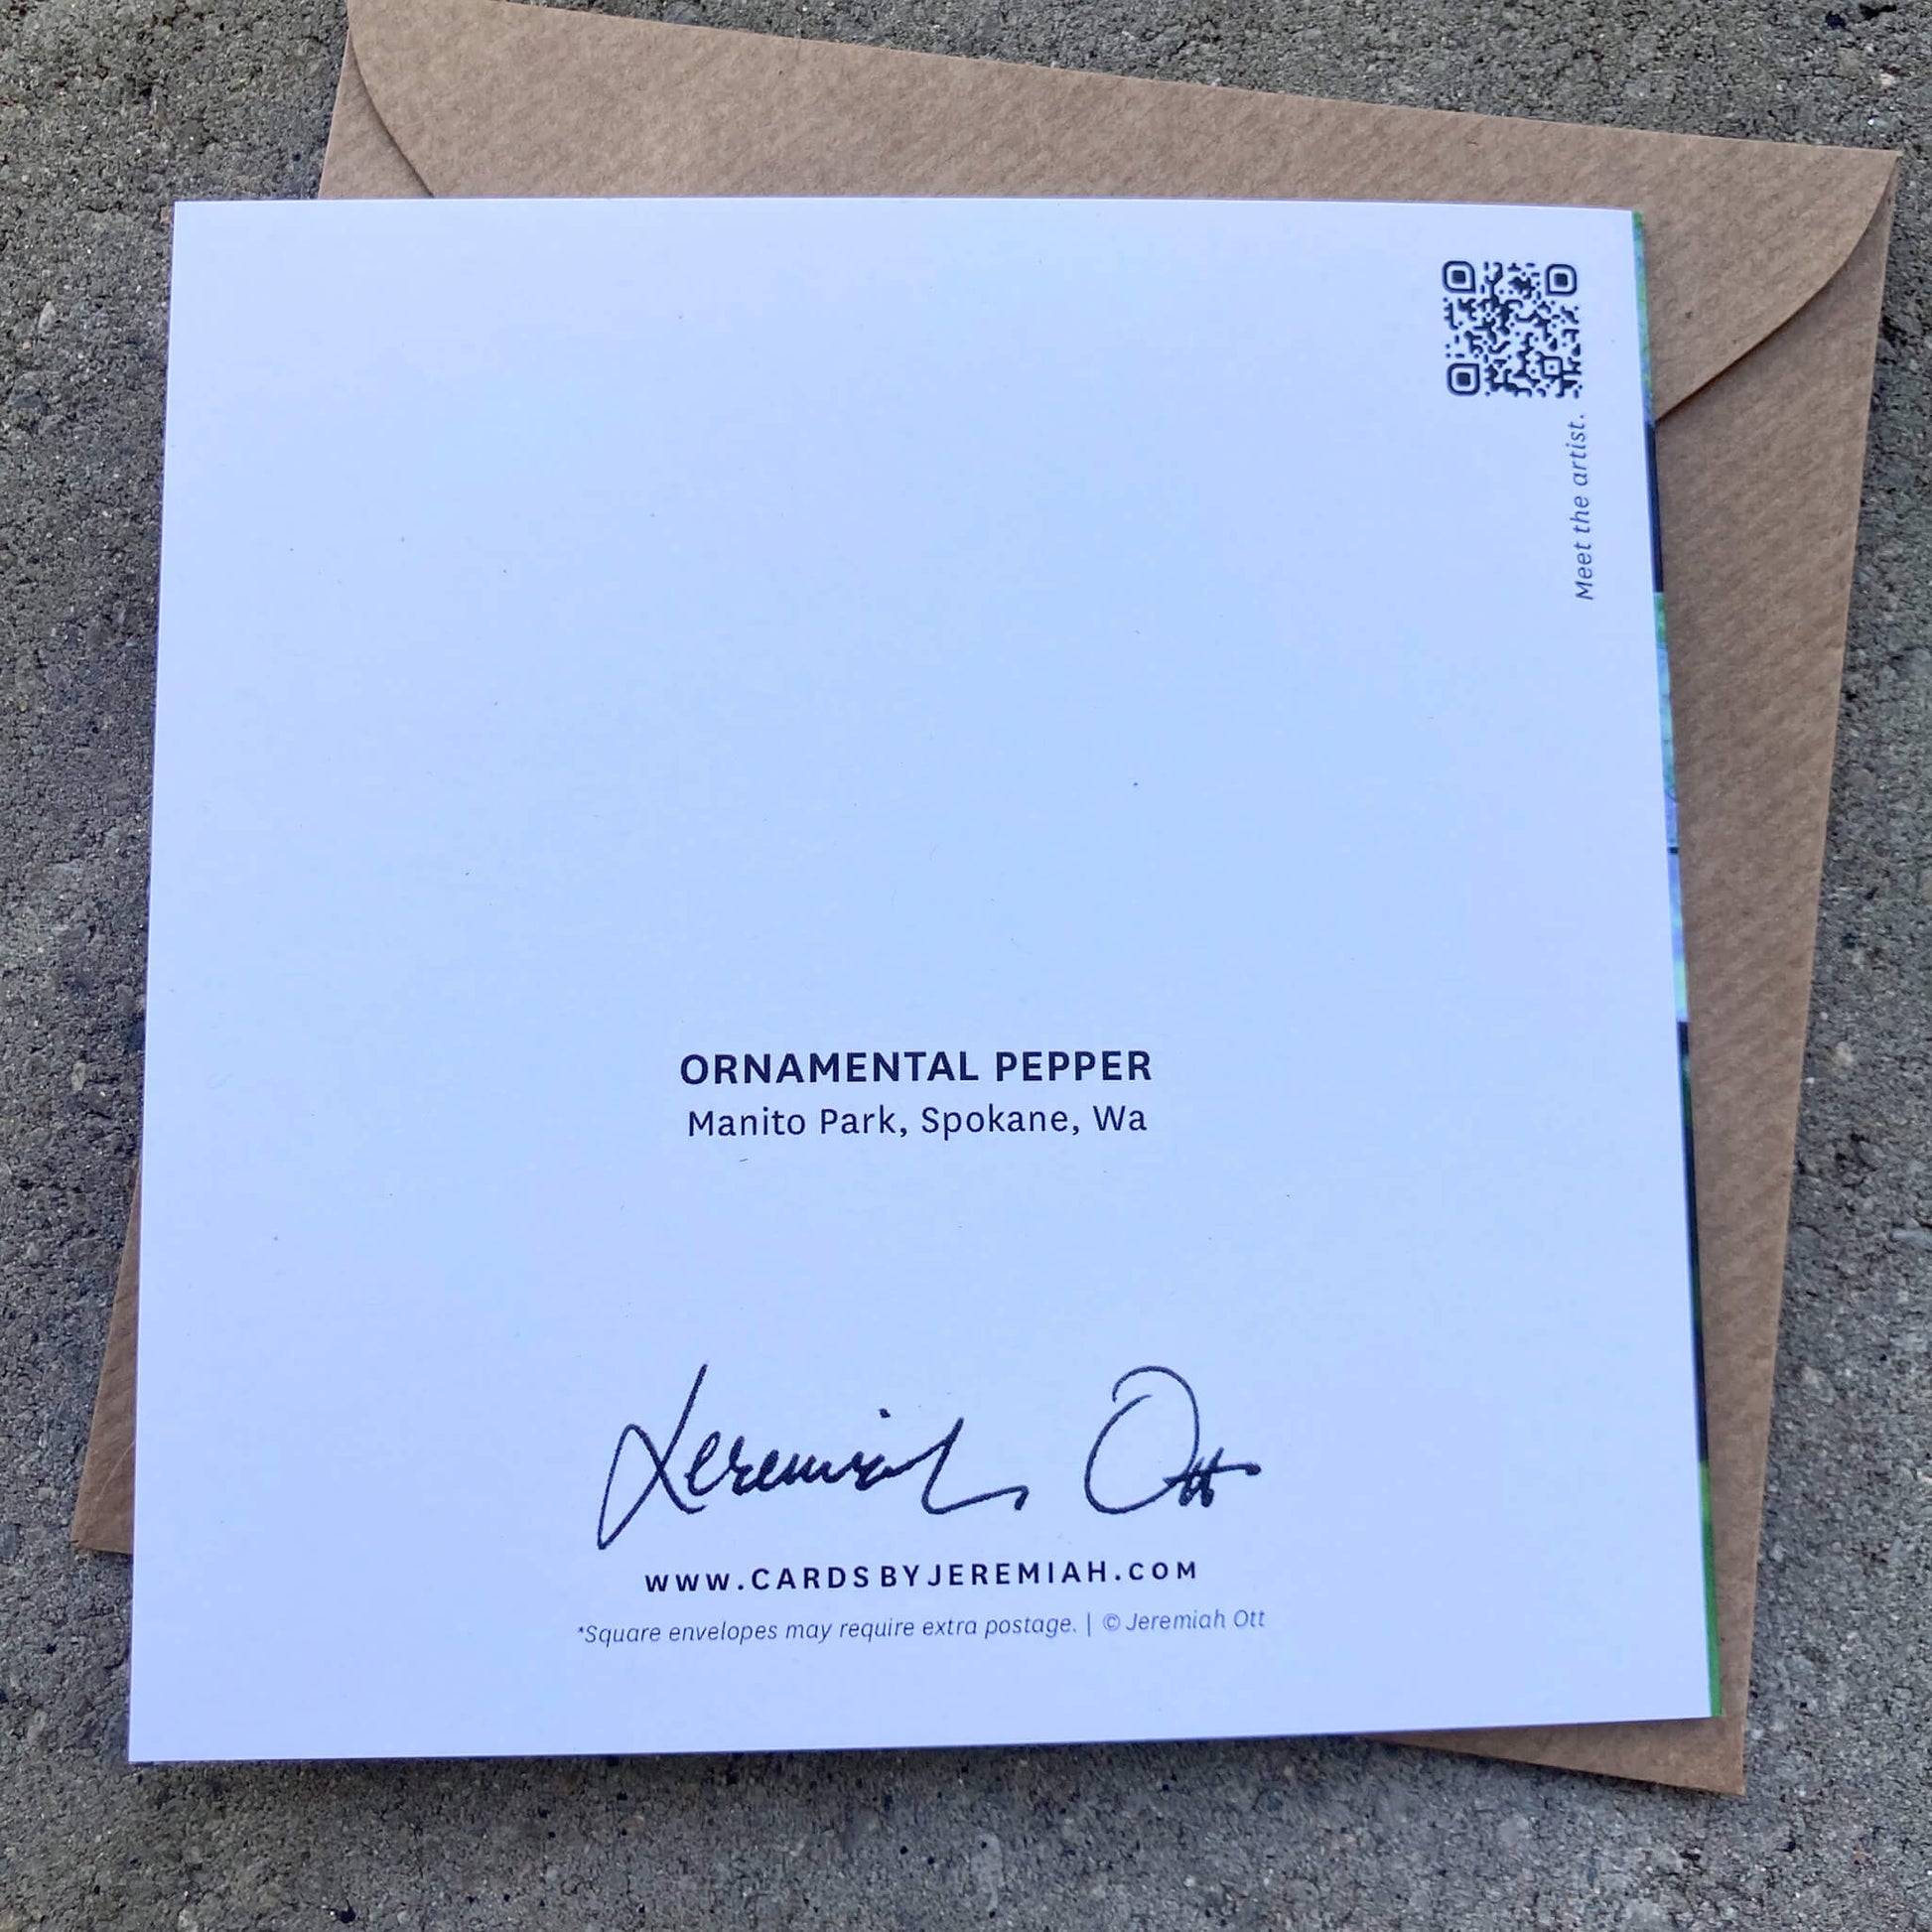 Meet the artist.
ORNAMENTAL PEPPER
Manito Park, Spokane, Wa
Jeremiah Ott
WWW.CARDSBYJEREMIAH.COM
*Square envelopes may require extra postage. | © Jeremiah Ott